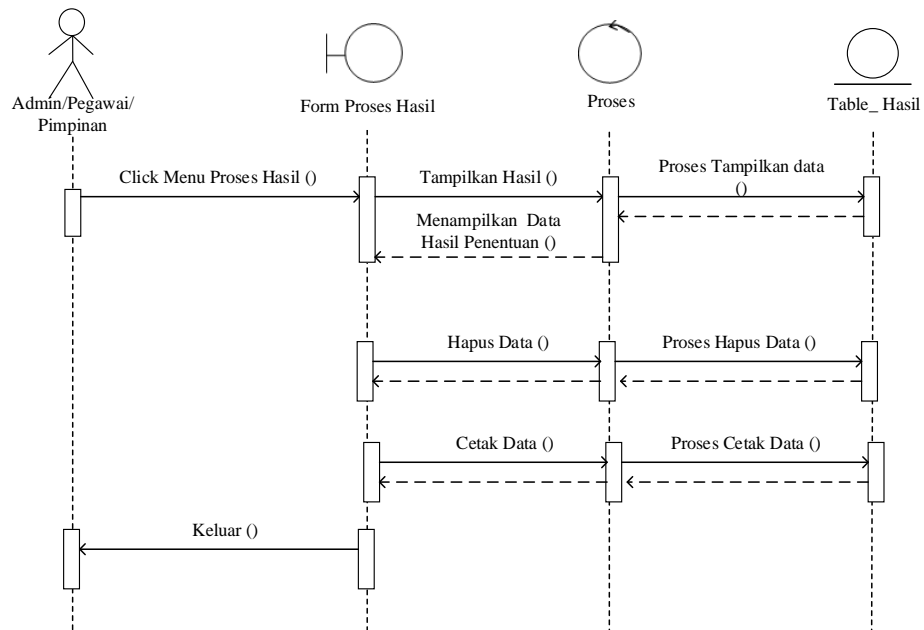 Admin/Pegawai/
Pimpinan
Form Proses Hasil
Proses
Table_ Hasil
Click Menu Proses Hasil ()
Tampilkan Hasil ()
Proses Tampilkan data
()
Menampilkan Data
Hasil Penentuan ()
Hapus Data ()
Proses Hapus Data ()
Cetak Data ()
Proses Cetak Data ()
Keluar ()